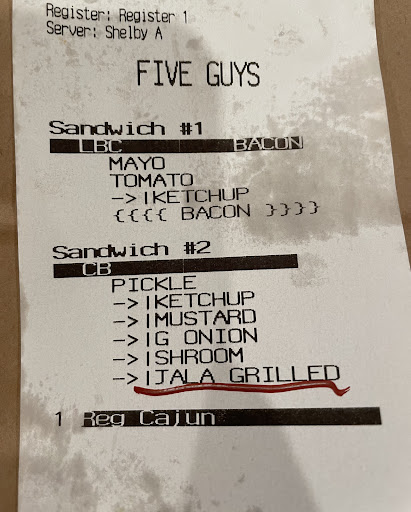 Register: Register 1
Server: Shelby A
FIVE GUYS
Sandwich #1
LBC BACON
MAYO
TOMATO
->|KETCHUP
{{{{ BACON }}}}
Sandwich #2
CB
PICKLE
->|KETCHUP
->|MUSTARD
->|G ONION
->|SHROOM
->|JALA GRILLED
1 Reg Cajun